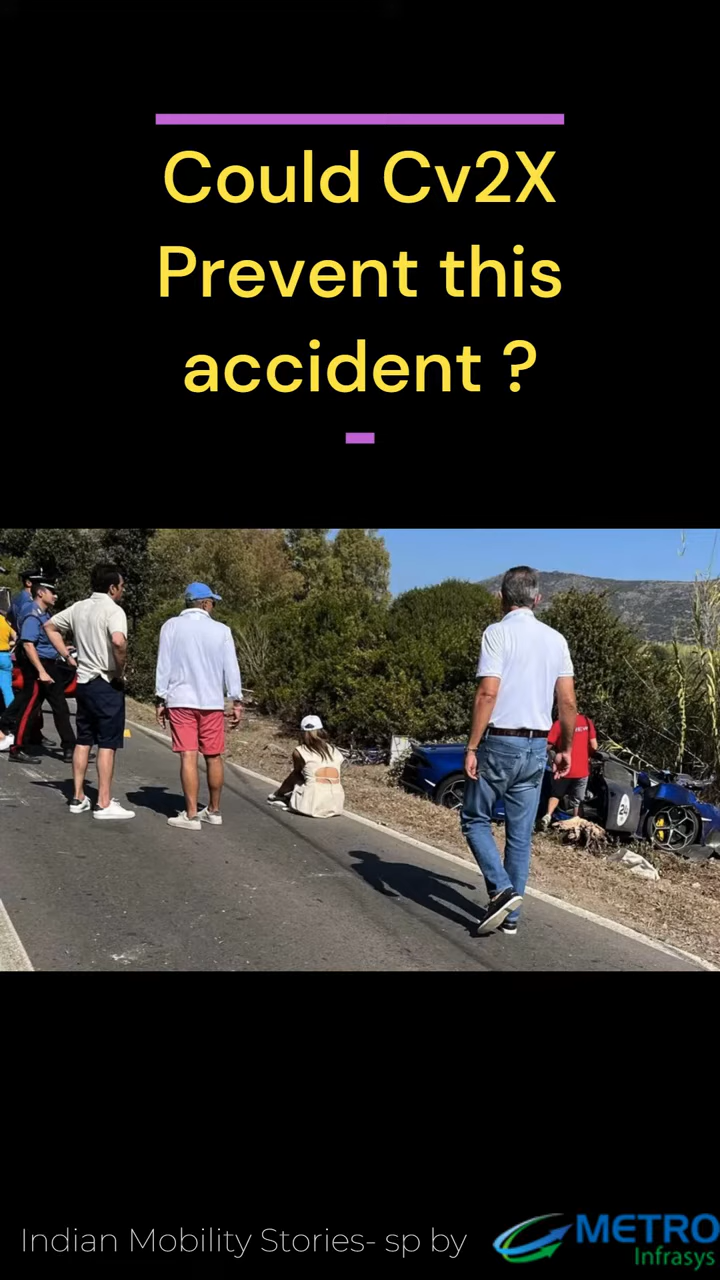 Could Cv2X
Prevent this
accident ?
Indian Mobility Stories- sp by
METRO
Infrasys